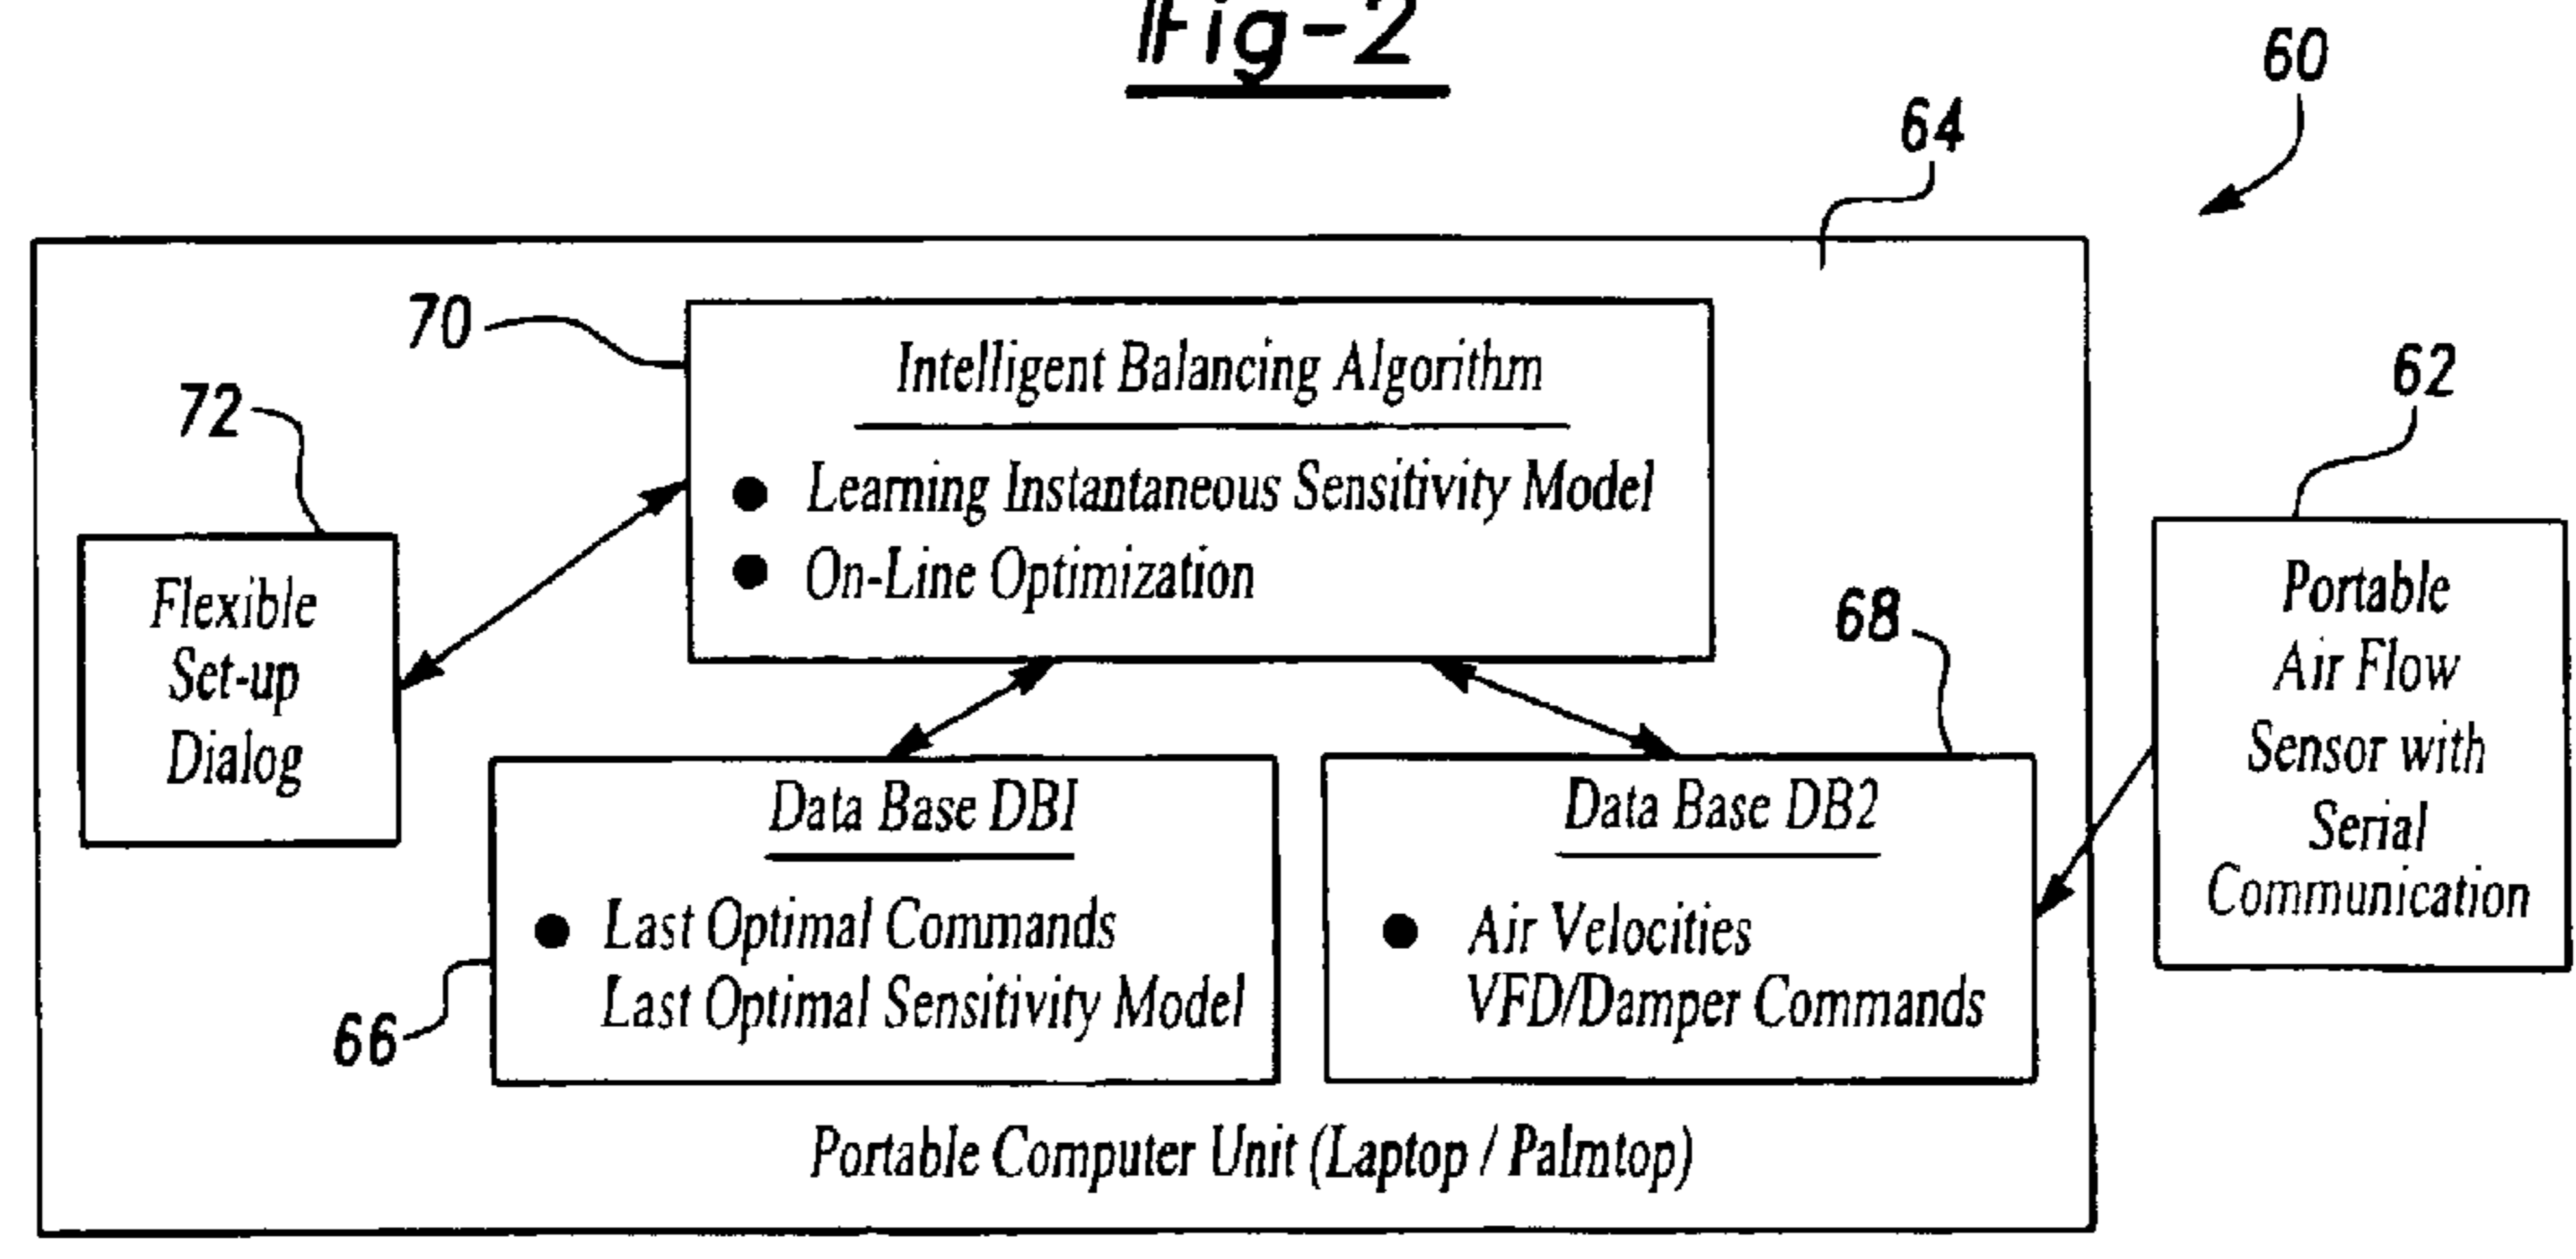 Fig-2
60
64
70
Intelligent Balancing Algorithm
72
62
● Learning Instantaneous Sensitivity Model
● On-Line Optimization
68
Flexible
Set-up
Dialog
Portable
Air Flow
Sensor with
Serial
Communication
Data Base DB1
● Last Optimal Commands
Last Optimal Sensitivity Model
66
Data Base DB2
● Air Velocities
VFD/Damper Commands
Portable Computer Unit (Laptop / Palmtop)